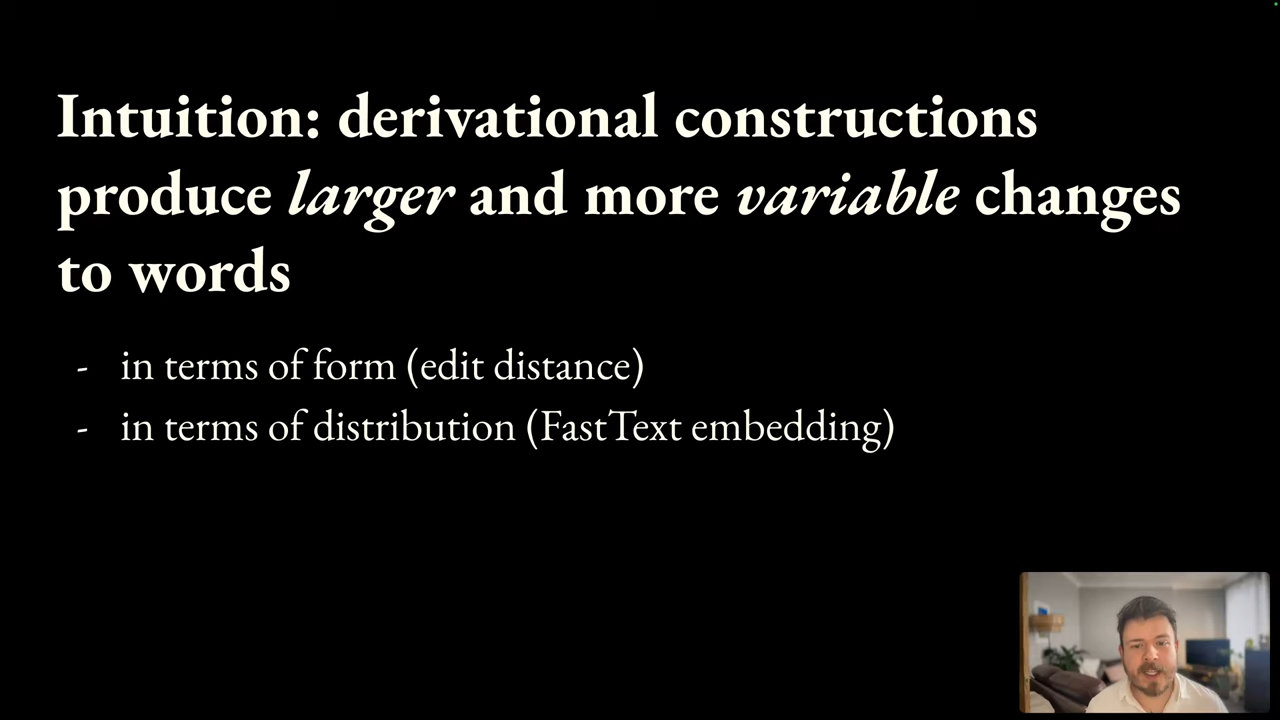 Intuition: derivational constructions
produce larger and more variable changes
to words
- in terms of form (edit distance)
- in terms of distribution (FastText embedding)